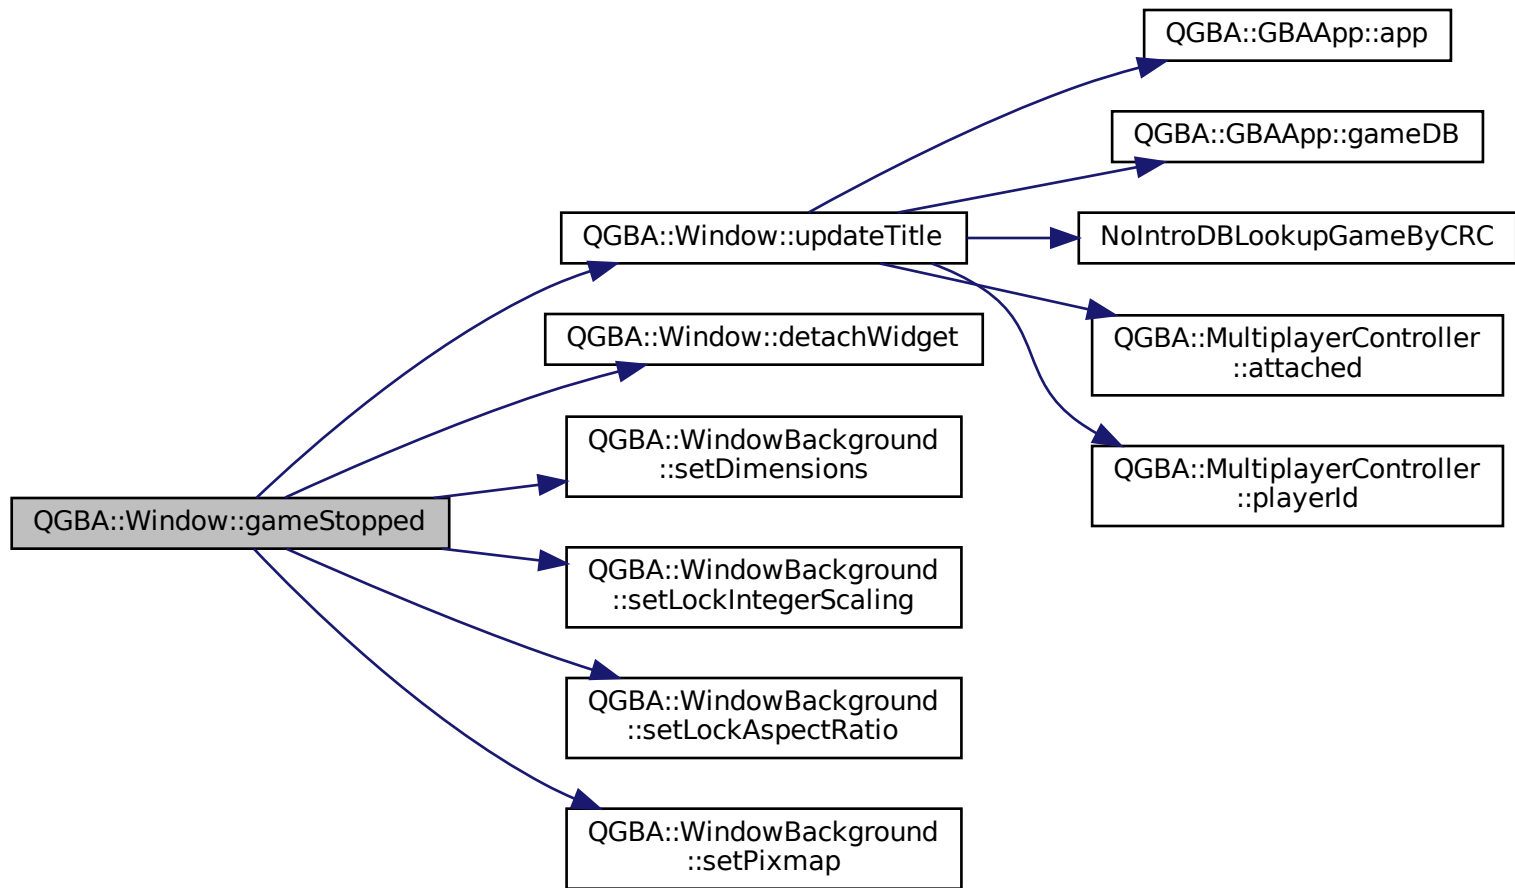 QGBA::GBAApp::app
QGBA::GBAApp::gameDB
QGBA::Window::updateTitle
NoIntroDBLookupGameByCRC
QGBA::Window::detachWidget
QGBA::MultiplayerController
::attached
QGBA::WindowBackground
::setDimensions
QGBA::MultiplayerController
::playerId
QGBA::Window::gameStopped
QGBA::WindowBackground
::setLockIntegerScaling
QGBA::WindowBackground
::setLockAspectRatio
QGBA::WindowBackground
::setPixmap